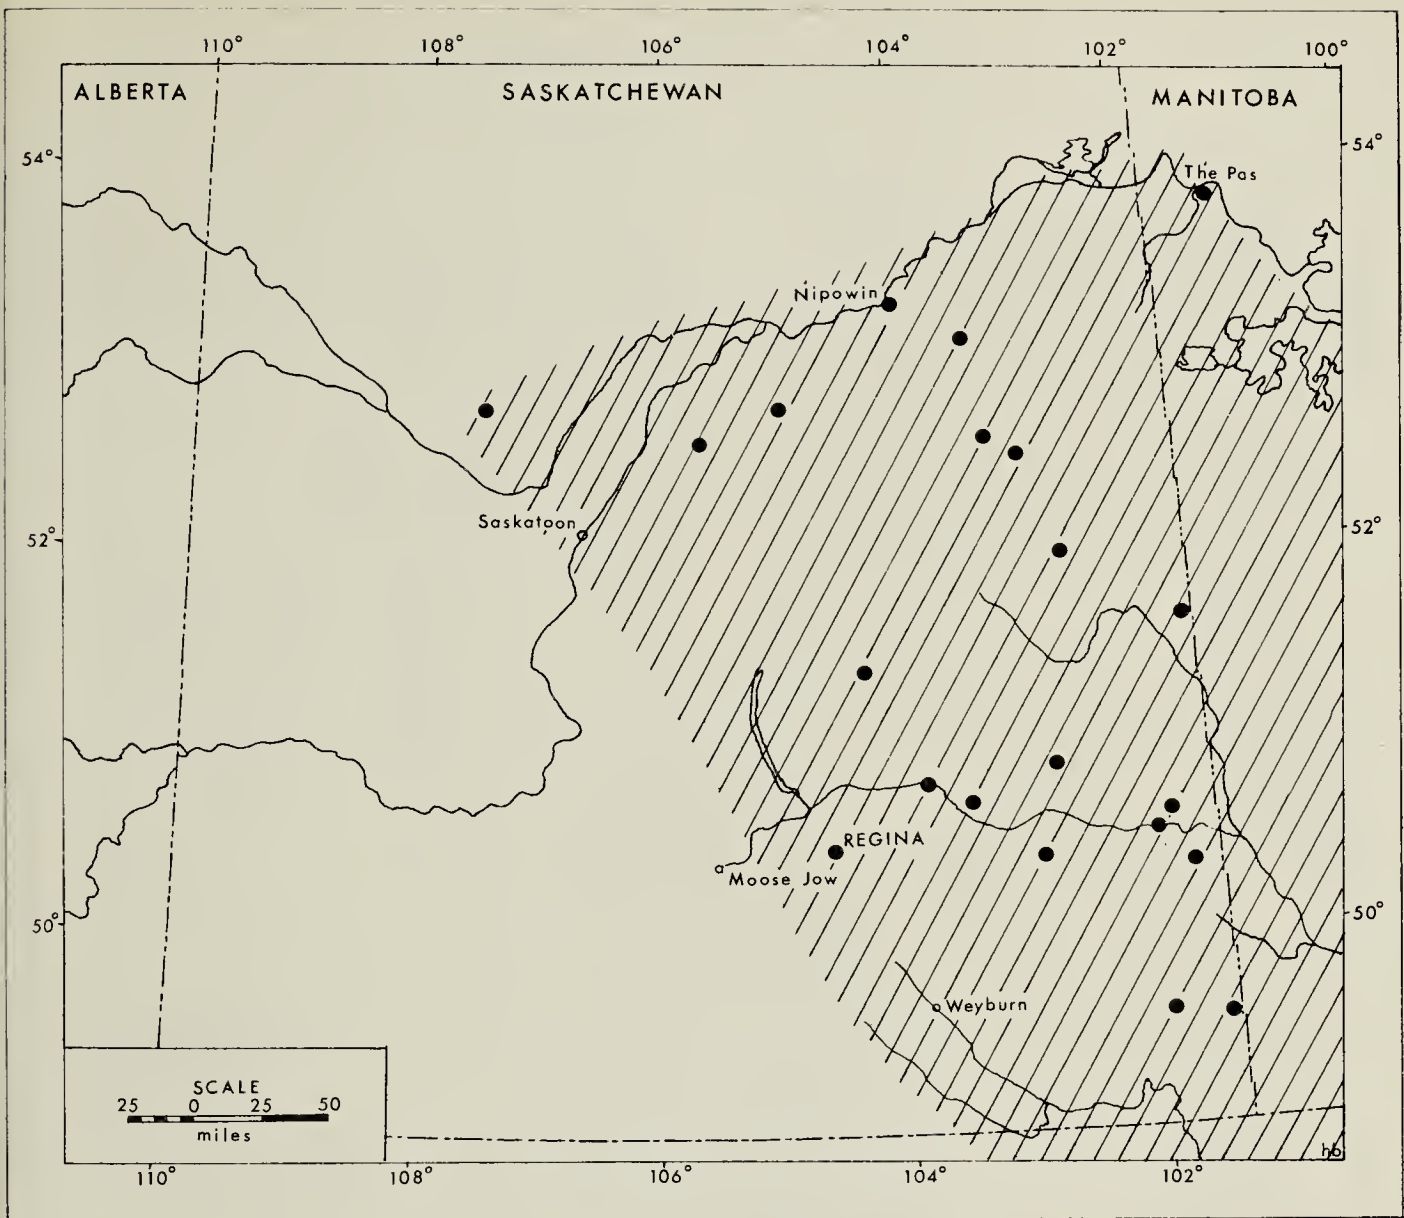 110° 108° 106° 104° 102° 100°
ALBERTA SASKATCHEWAN MANITOBA
54° 54°
The Pas
Nipowin
Saskatoon
52° 52°
REGINA
Moose Jow
50° 50°
Weyburn
SCALE
25 0 25 50
miles
hb
110° 108° 106° 104° 102°